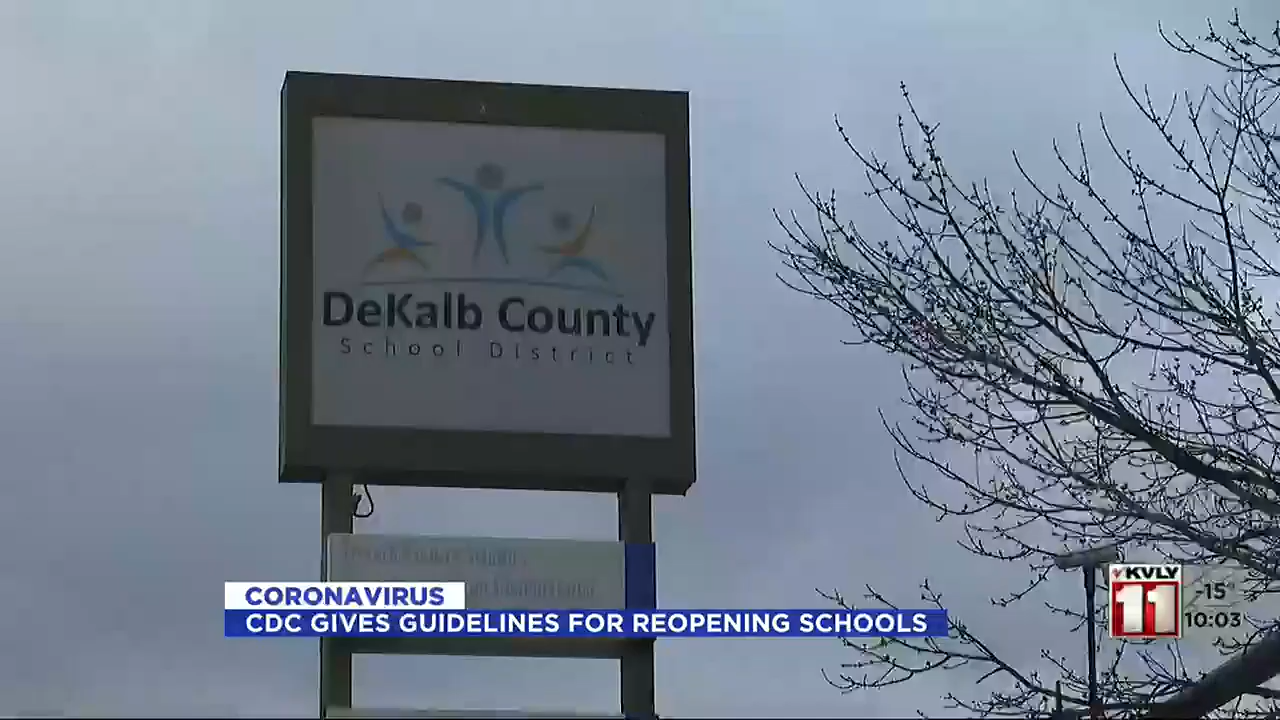 DeKalb County
School District
CORONAVIRUS
CDC GIVES GUIDELINES FOR REOPENING SCHOOLS
KVLY
11
-15°
10:03